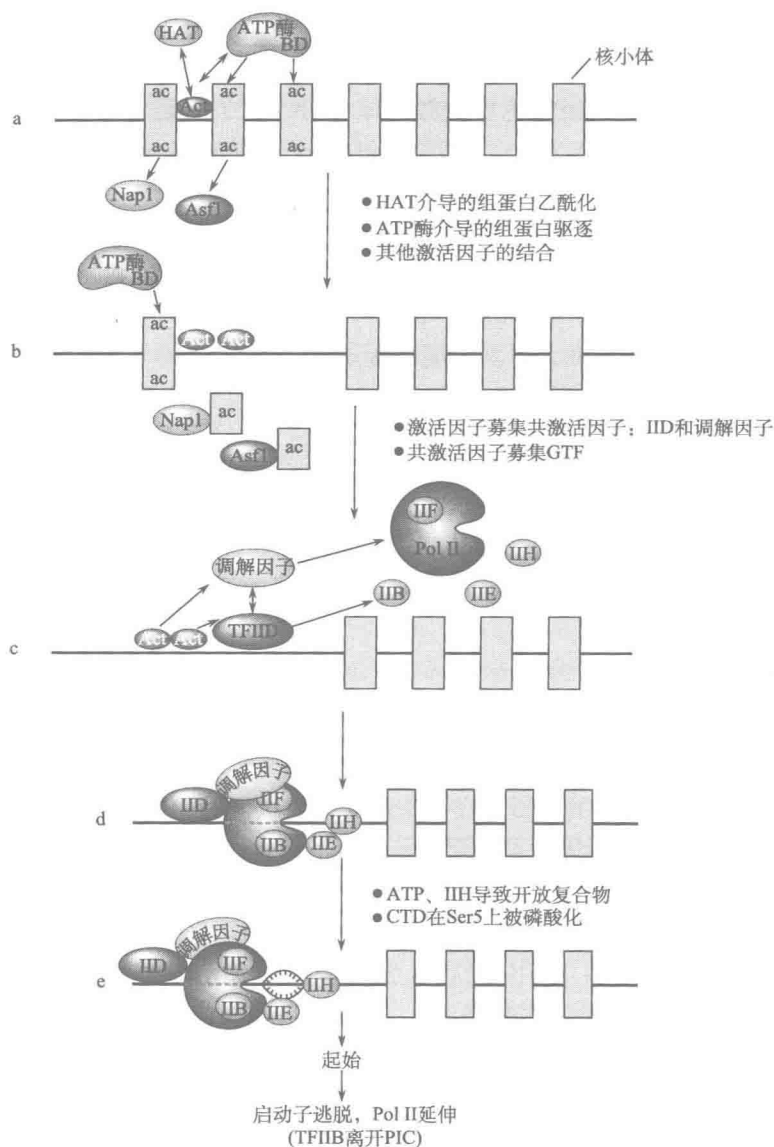 HAT
ATP酶
BD
核小体
ac
ac
ac
Act
a
ac
ac
ac
Nap1
Asf1
●HAT介导的组蛋白乙酰化
●ATP酶介导的组蛋白驱逐
●其他激活因子的结合
ATP酶
BD
ac
Act
Act
b
ac
Nap1
ac
Asf1
ac
●激活因子募集共激活因子：IID和调解因子
●共激活因子募集GTF
IIF
Pol II
IIH
调解因子
IIB
IIE
Act
Act
TFIID
c
调解因子
IID
IIF
d
IIH
IIB
IIE
●ATP、IIH导致开放复合物
●CTD在Ser5上被磷酸化
调解因子
IID
IIF
e
IIH
IIB
IIE
起始
启动子逃脱，Pol II延伸
(TFIIB离开PIC)